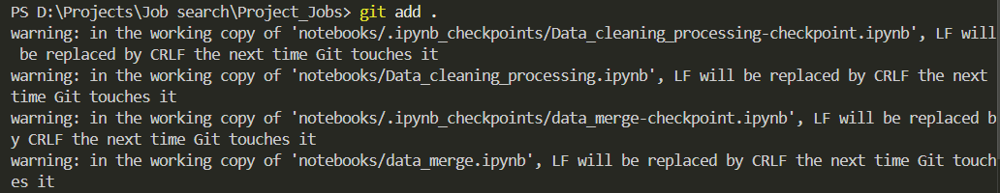 PS D:\Projects\Job search\Project_Jobs> git add .
warning: in the working copy of 'notebooks/.ipynb_checkpoints/Data_cleaning_processing-checkpoint.ipynb', LF will
 be replaced by CRLF the next time Git touches it
warning: in the working copy of 'notebooks/Data_cleaning_processing.ipynb', LF will be replaced by CRLF the next
time Git touches it
warning: in the working copy of 'notebooks/.ipynb_checkpoints/data_merge-checkpoint.ipynb', LF will be replaced b
y CRLF the next time Git touches it
warning: in the working copy of 'notebooks/data_merge.ipynb', LF will be replaced by CRLF the next time Git touch
es it